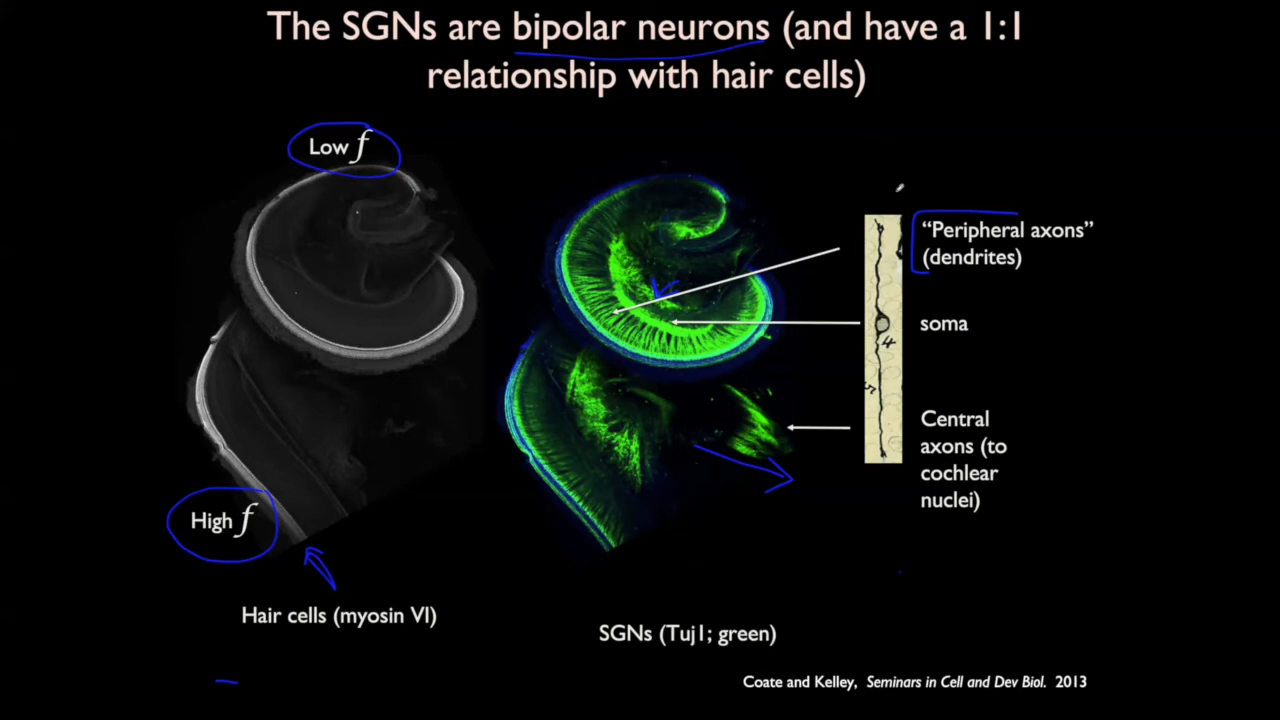 The SGNs are bipolar neurons (and have a 1:1
relationship with hair cells)
Low f
“Peripheral axons”
(dendrites)
soma
Central
axons (to
cochlear
nuclei)
High f
Hair cells (myosin VI)
SGNs (Tuj1; green)
Coate and Kelley, Seminars in Cell and Dev Biol. 2013